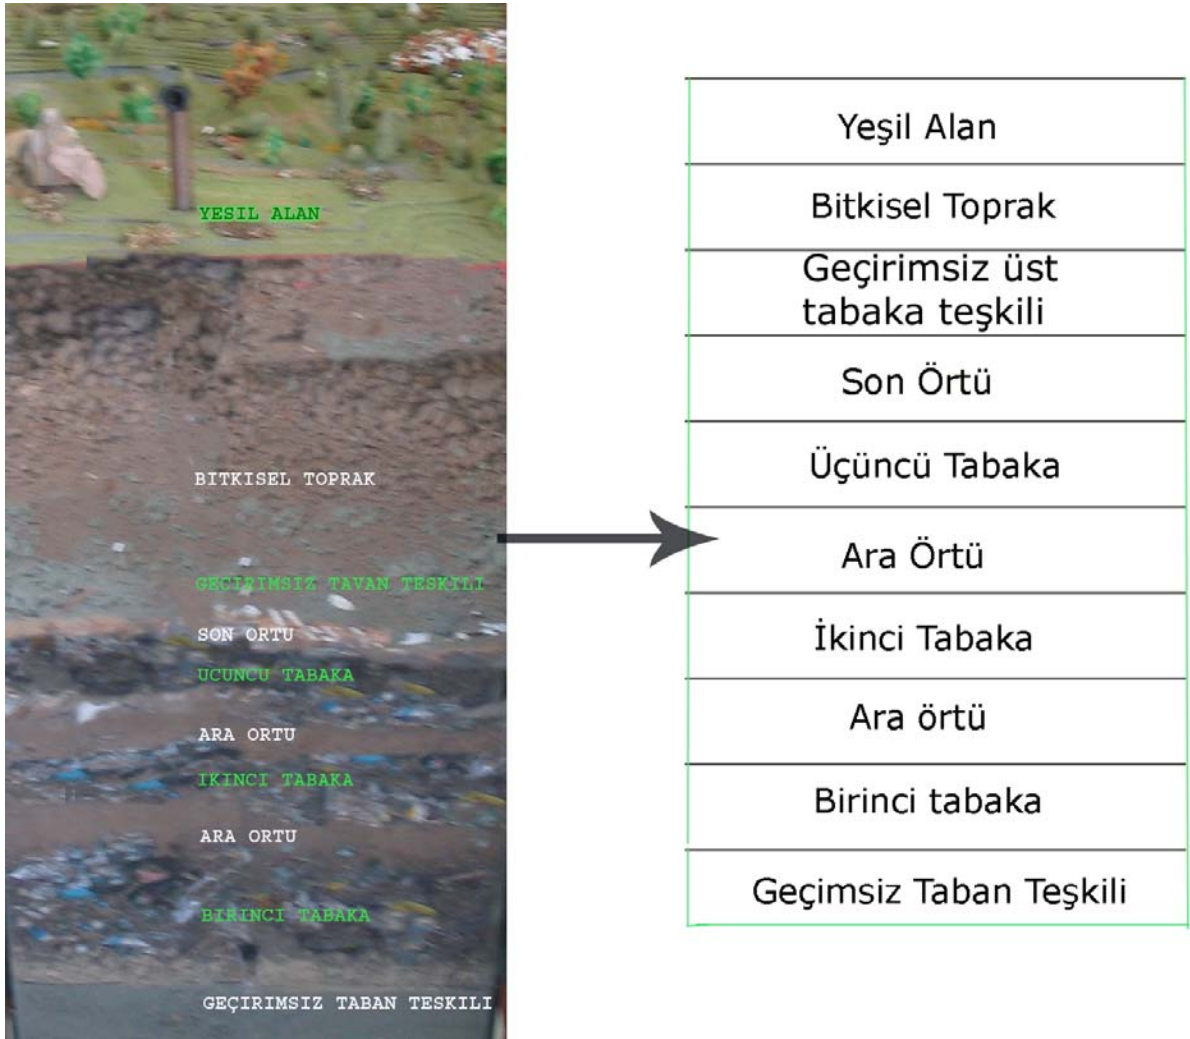 YESIL ALAN
BITKISEL TOPRAK
GECIRIMSIZ TAVAN TESKILI
SON ORTU
UCUNCU TABAKA
ARA ORTU
IKINCI TABAKA
ARA ORTU
BIRINCI TABAKA
GEÇIRIMSIZ TABAN TESKILI
Yeşil Alan
Bitkisel Toprak
Geçirimsiz üst
tabaka teşkili
Son Örtü
Üçüncü Tabaka
Ara Örtü
İkinci Tabaka
Ara örtü
Birinci tabaka
Geçimsiz Taban Teşkili